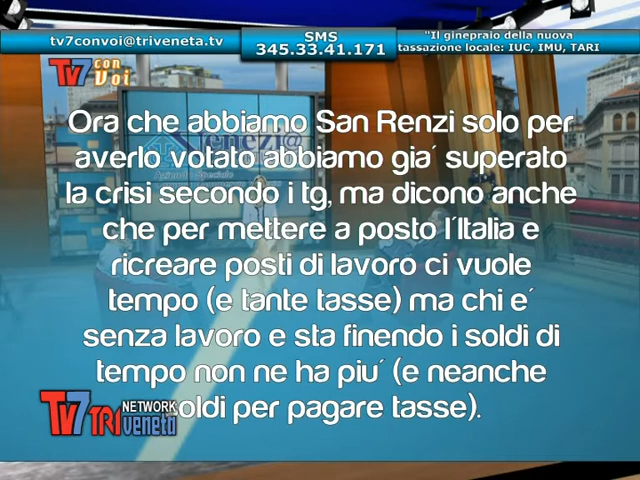 tv7convoi@triveneta.tv
SMS
345.33.41.171
"Il ginepraio della nuova
tassazione locale: IUC, IMU, TARI
TV7 con
Voi
Venezi@
Ora che abbiamo San Renzi solo per
averlo votato abbiamo gia´ superato
la crisi secondo i tg, ma dicono anche
che per mettere a posto l´Italia e
ricreare posti di lavoro ci vuole
tempo (e tante tasse) ma chi e´
senza lavoro e sta finendo i soldi di
tempo non ne ha piu´ (e neanche
oldi per pagare tasse).
TV7 TRI NETWORK
veneta